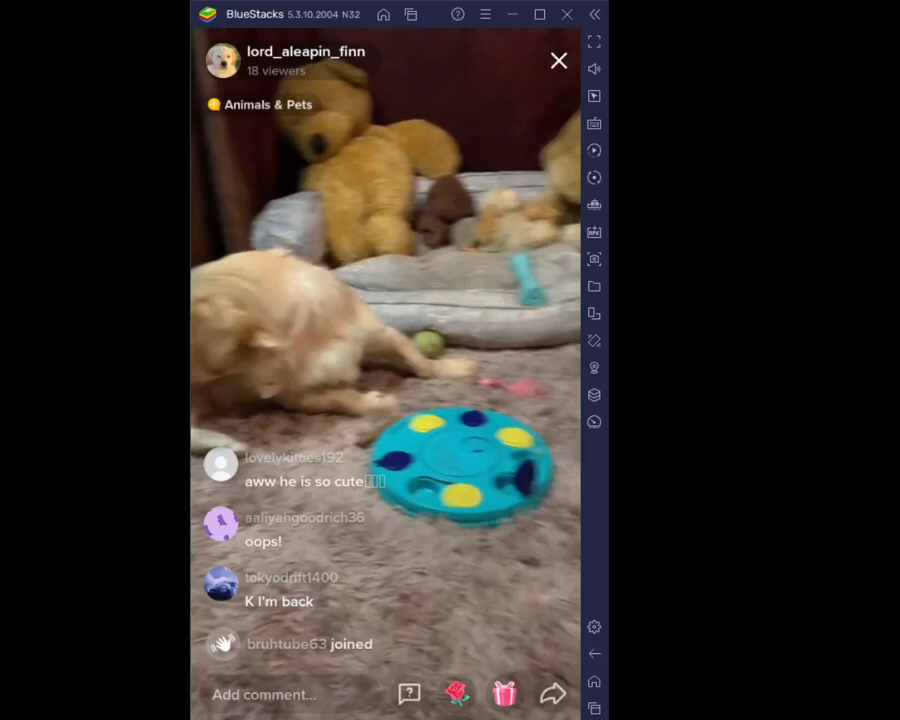 BlueStacks 5.3.10.2004 N32
lord_aleapin_finn
18 viewers
Animals & Pets
lovelykitties192
aww he is so cute
aaliyahgoodrich36
oops!
tokyodrift1400
K I'm back
bruhtube63 joined
Add comment...